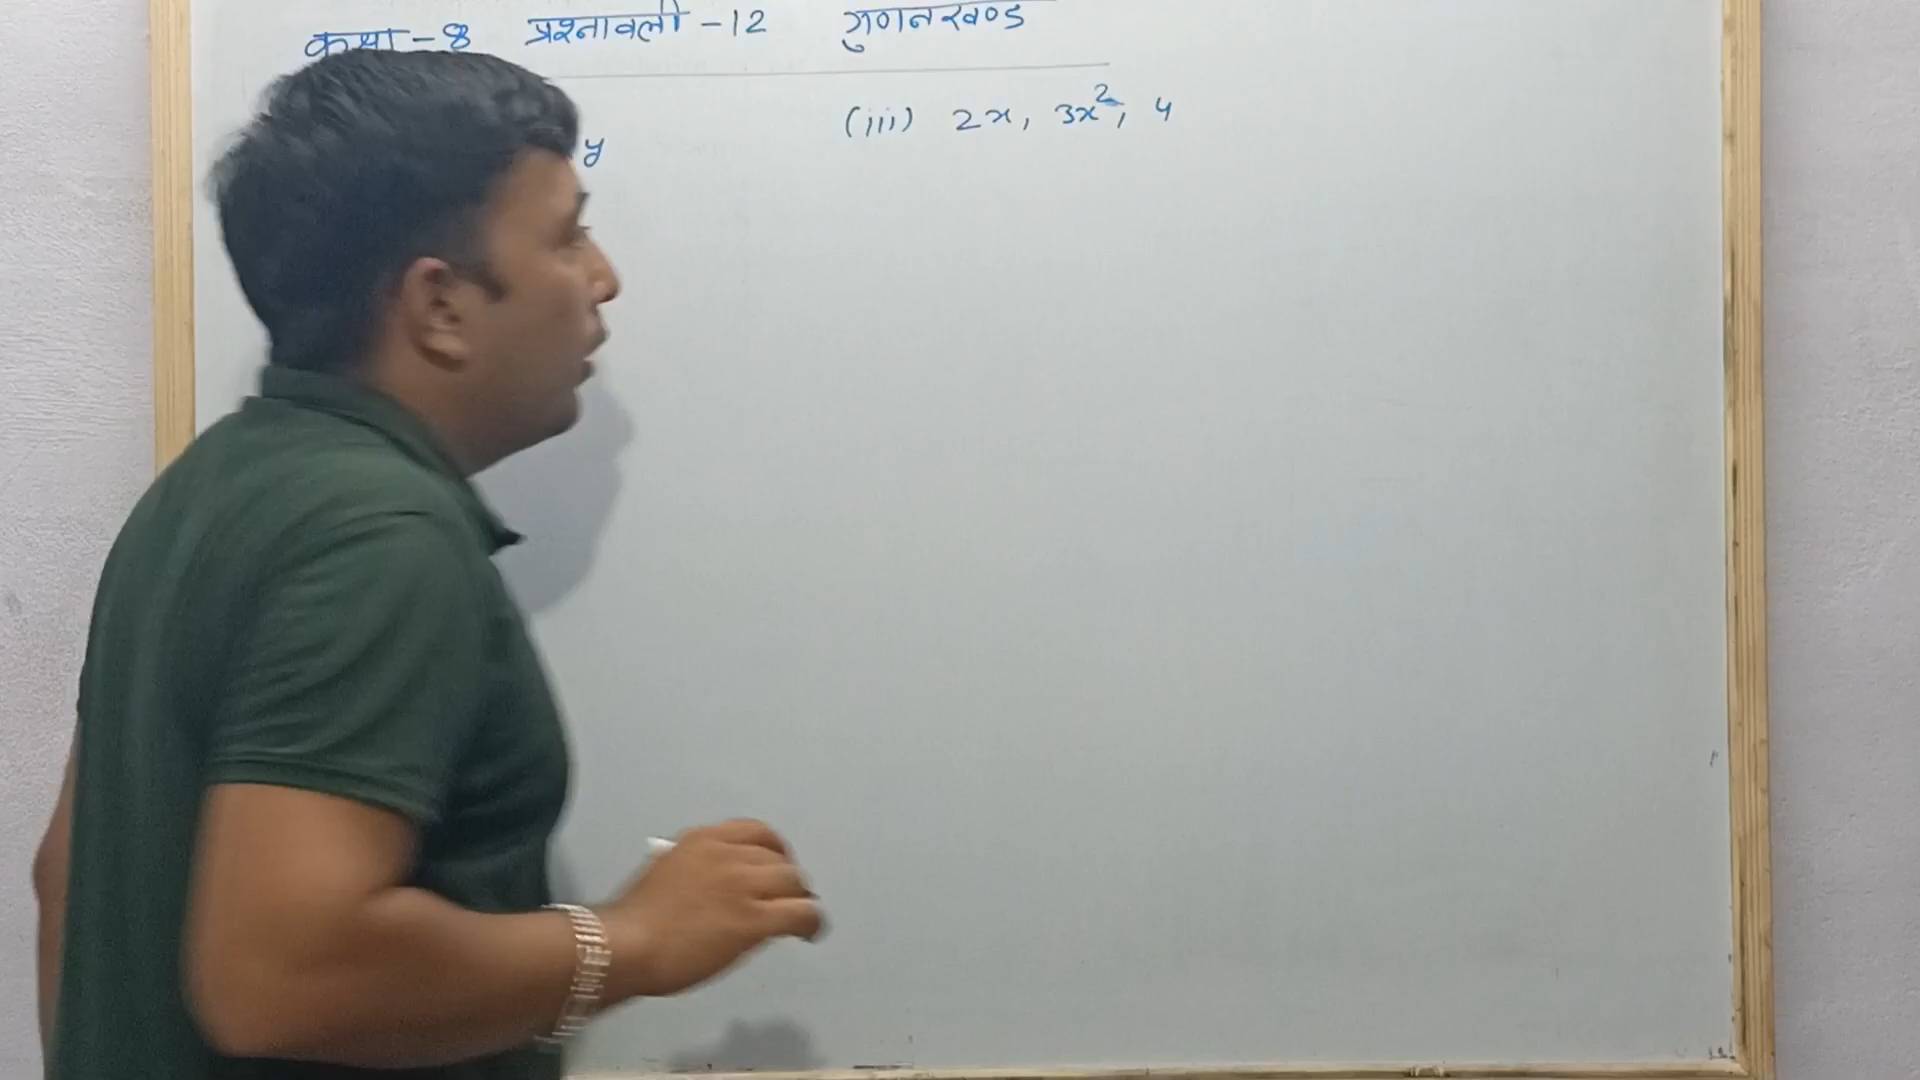 कक्षा - 8 प्रश्नावली - 12 गुणनखण्ड
y
(iii) 2x, 3x², 4